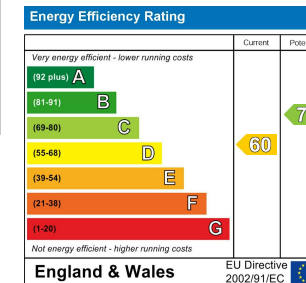 Energy Efficiency Rating
Current
Very energy efficient - lower running costs
(92 plus) A
(81-91) B
(69-80) C
(55-68) D
60
(39-54) E
(21-38) F
(1-20) G
Not energy efficient - higher running costs
England & Wales
EU Directive
2002/91/EC